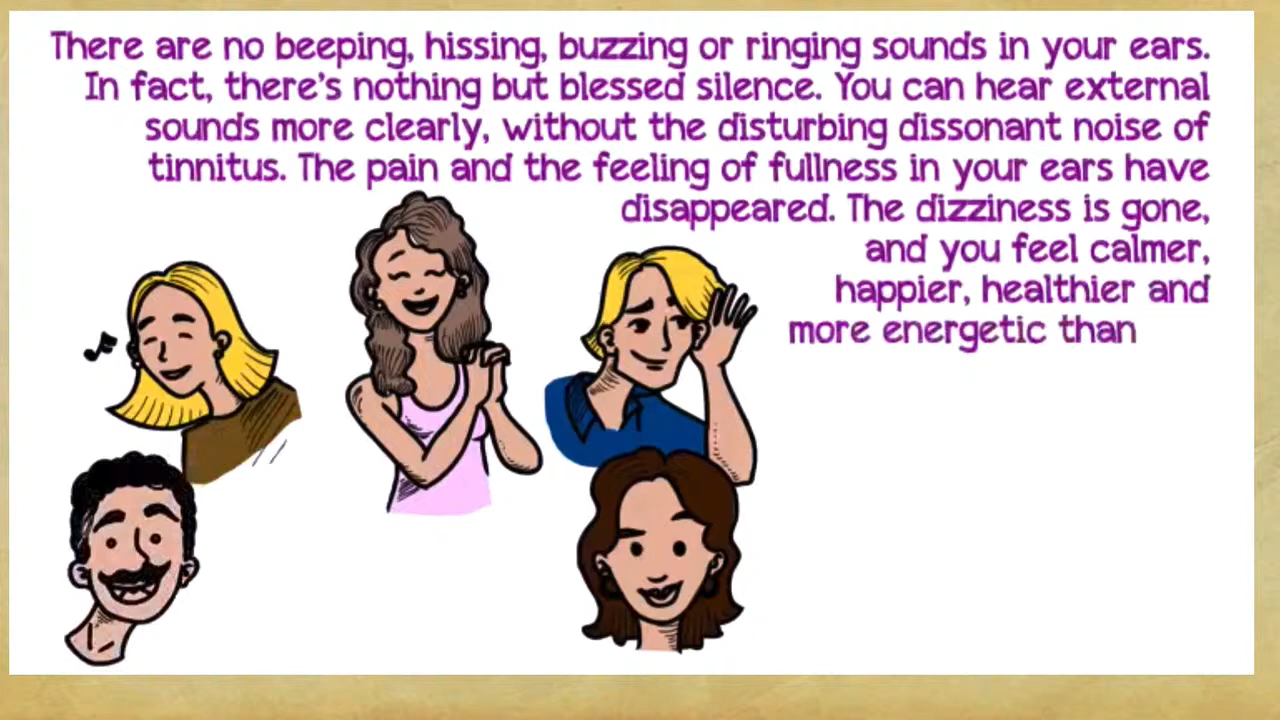 There are no beeping, hissing, buzzing or ringing sounds in your ears.
In fact, there's nothing but blessed silence. You can hear external
sounds more clearly, without the disturbing dissonant noise of
tinnitus. The pain and the feeling of fullness in your ears have
disappeared. The dizziness is gone,
and you feel calmer,
happier, healthier and
more energetic than